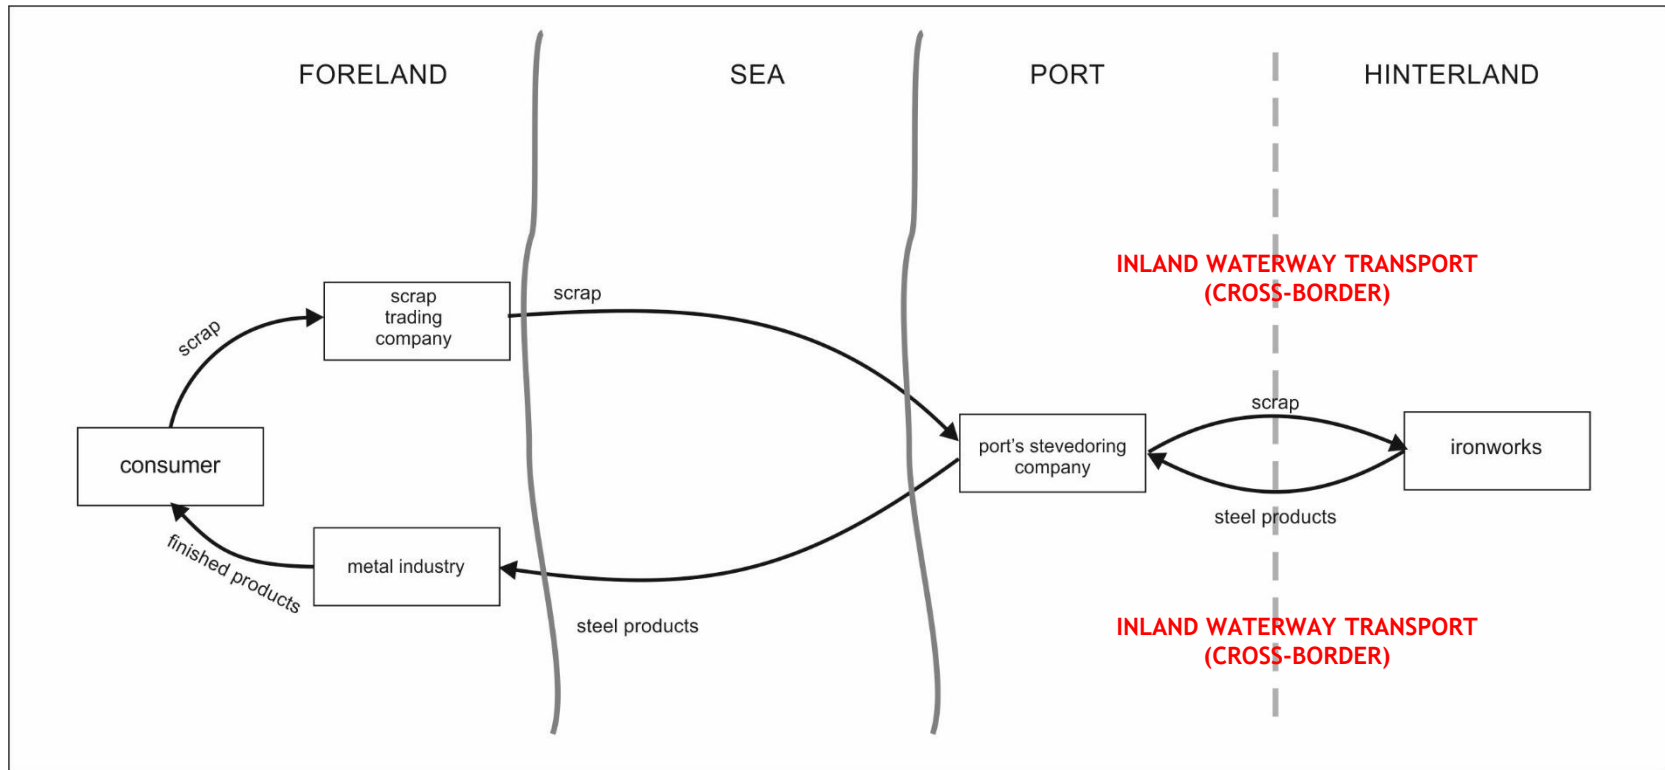 FORELAND
SEA
PORT
HINTERLAND
INLAND WATERWAY TRANSPORT
(CROSS-BORDER)
scrap
trading
company
scrap
scrap
scrap
consumer
port's stevedoring
company
ironworks
steel products
finished products
metal industry
steel products
INLAND WATERWAY TRANSPORT
(CROSS-BORDER)